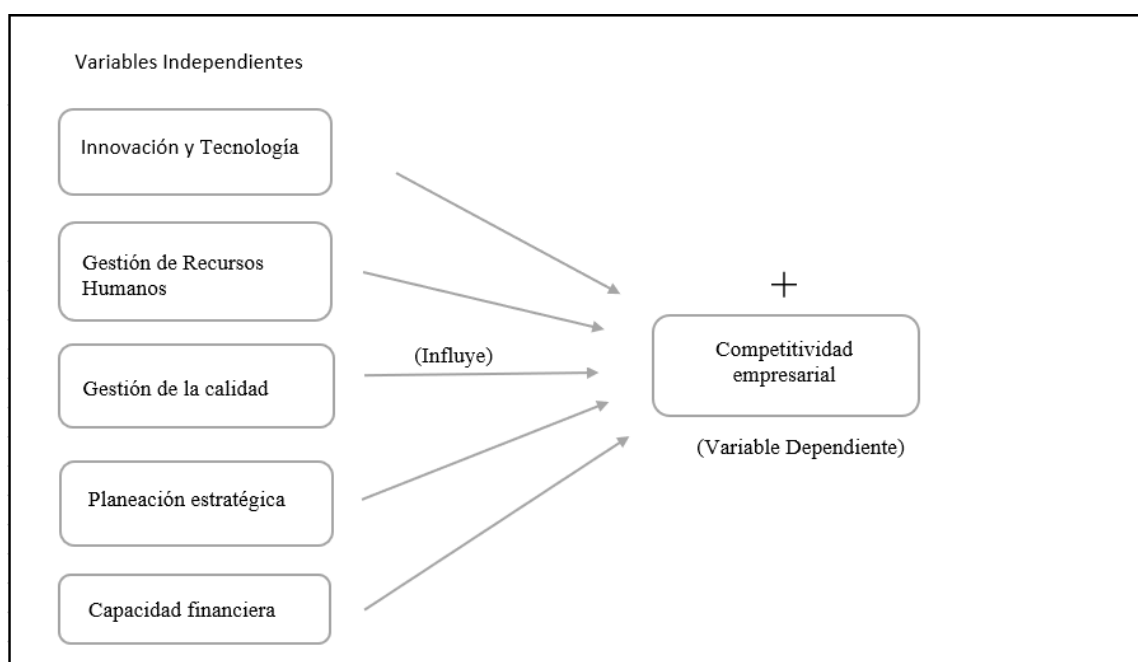 Variables Independientes
Innovación y Tecnología
Gestión de Recursos
Humanos
Gestión de la calidad
Planeación estratégica
Capacidad financiera
(Influye)
+
Competitividad
empresarial
(Variable Dependiente)